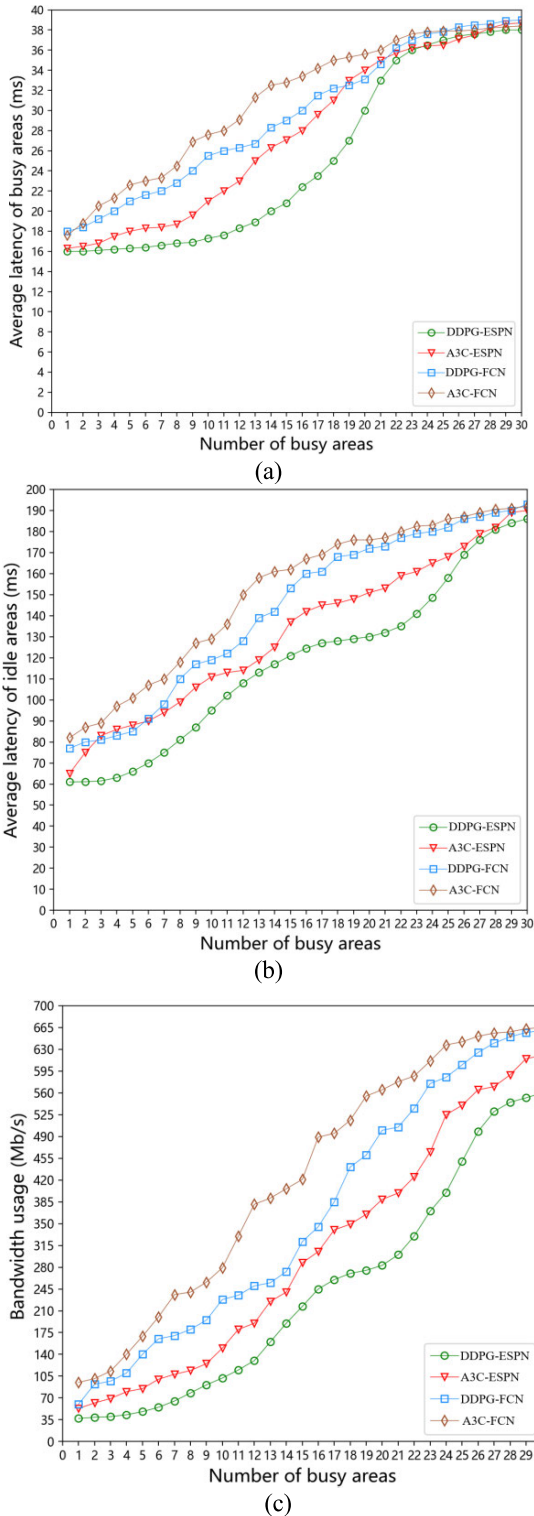 40
38
36
34
32
30
28
26
24
22
20
18
16
14
12
10
8
6
4
2
0
Average latency of busy areas (ms)
DDPG-ESPN
A3C-ESPN
DDPG-FCN
A3C-FCN
0 1 2 3 4 5 6 7 8 9 10 11 12 13 14 15 16 17 18 19 20 21 22 23 24 25 26 27 28 29 30
Number of busy areas
(a)
200
190
180
170
160
150
140
130
120
110
100
90
80
70
60
50
40
30
20
10
0
Average latency of idle areas (ms)
DDPG-ESPN
A3C-ESPN
DDPG-FCN
A3C-FCN
0 1 2 3 4 5 6 7 8 9 10 11 12 13 14 15 16 17 18 19 20 21 22 23 24 25 26 27 28 29 30
Number of busy areas
(b)
700
665
630
595
560
525
490
455
420
385
350
315
280
245
210
175
140
105
70
35
0
Bandwidth usage (Mb/s)
DDPG-ESPN
A3C-ESPN
DDPG-FCN
A3C-FCN
0 1 2 3 4 5 6 7 8 9 10 11 12 13 14 15 16 17 18 19 20 21 22 23 24 25 26 27 28 29
Number of busy areas
(c)